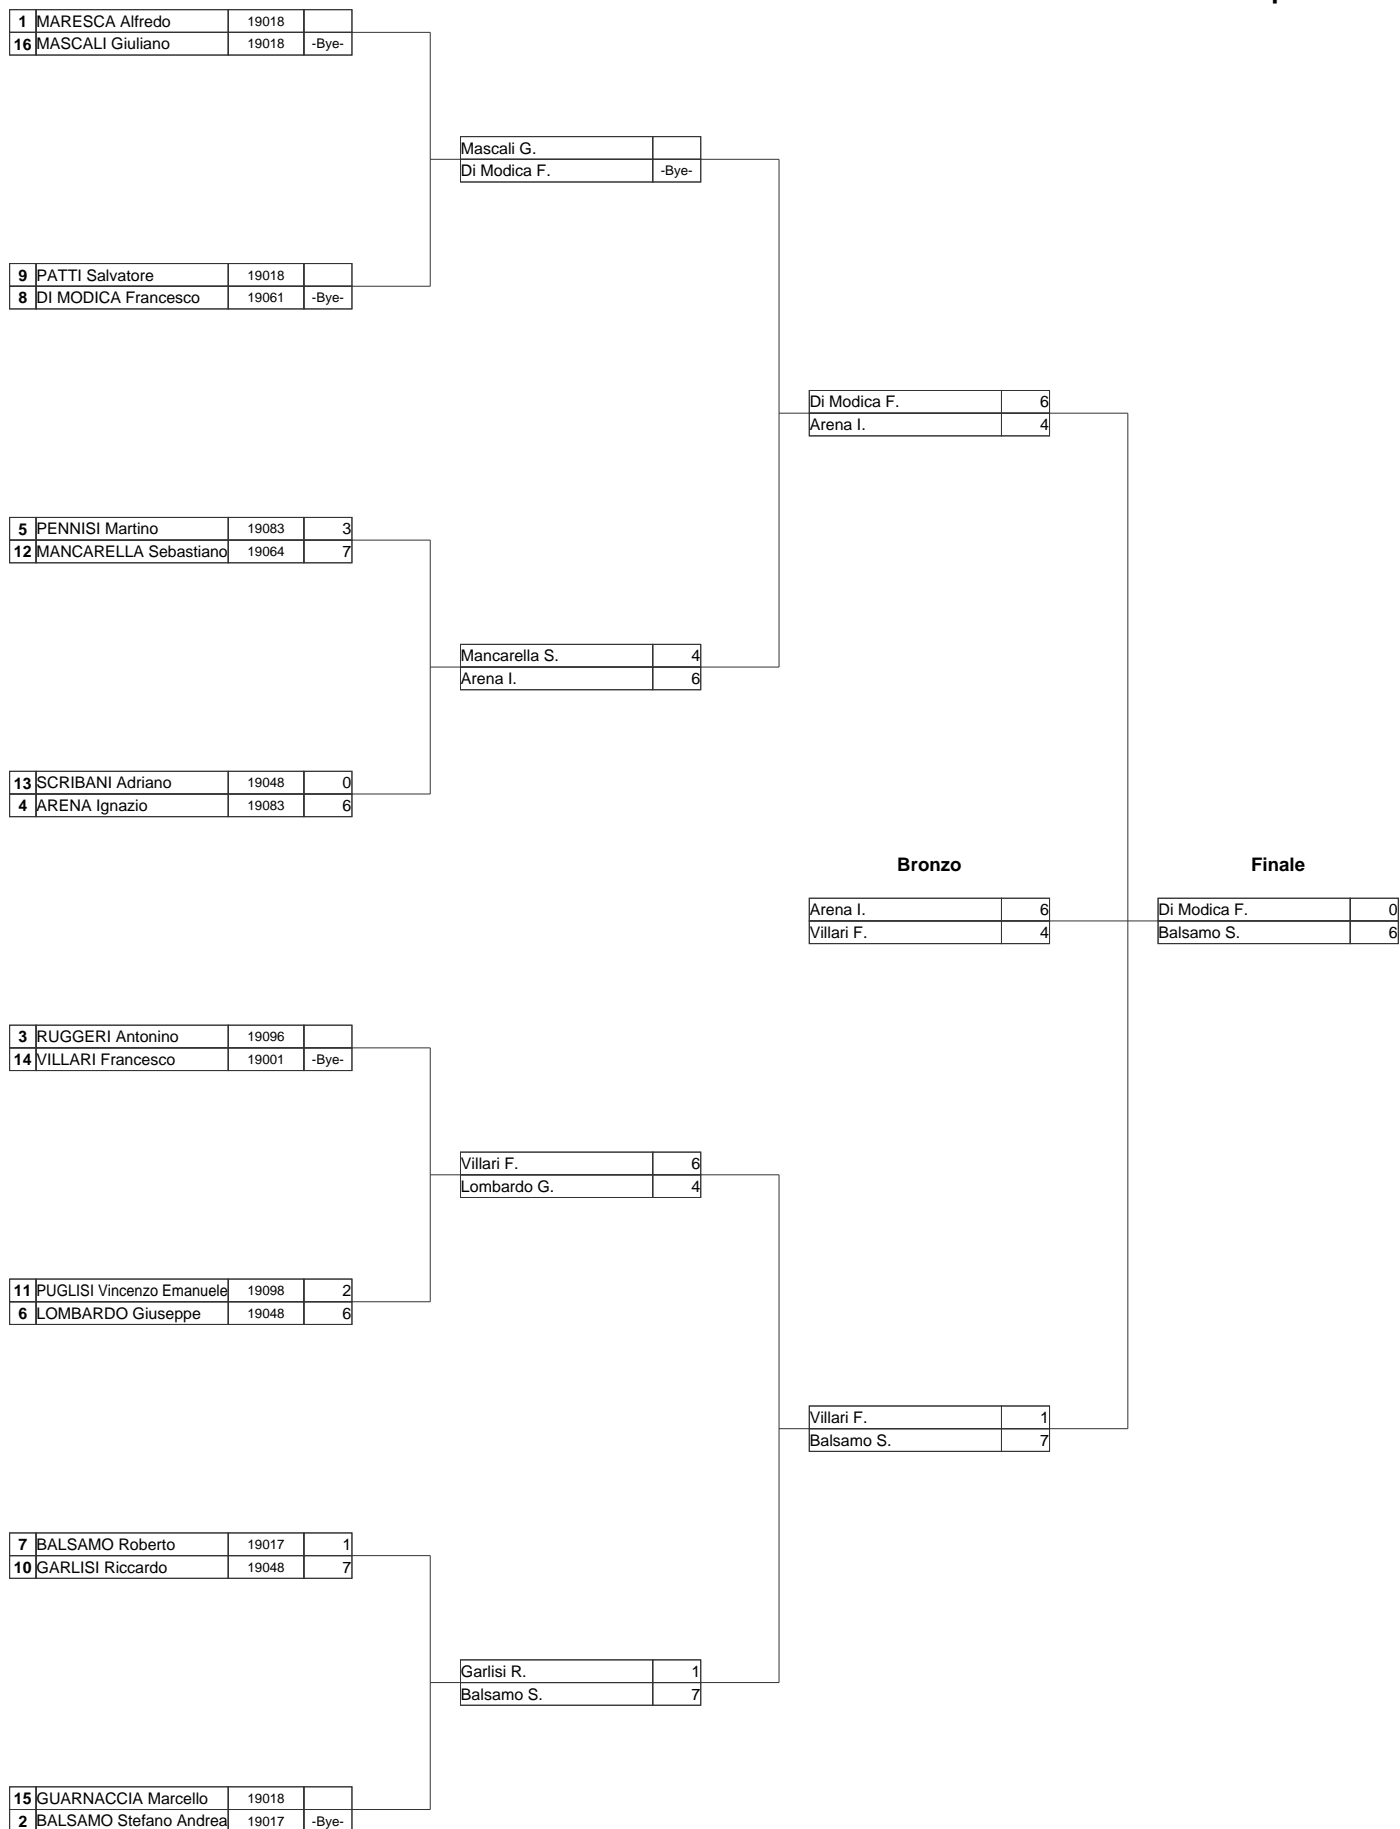 1 MARESCA Alfredo 19018
16 MASCALI Giuliano 19018 -Bye-
Mascali G.
Di Modica F. -Bye-
9 PATTI Salvatore 19018
8 DI MODICA Francesco 19061 -Bye-
Di Modica F. 6
Arena I. 4
5 PENNISI Martino 19083 3
12 MANCARELLA Sebastiano 19064 7
Mancarella S. 4
Arena I. 6
13 SCRIBANI Adriano 19048 0
4 ARENA Ignazio 19083 6
Bronzo Finale
Arena I. 6 Di Modica F. 0
Villari F. 4 Balsamo S. 6
3 RUGGERI Antonino 19096
14 VILLARI Francesco 19001 -Bye-
Villari F. 6
Lombardo G. 4
11 PUGLISI Vincenzo Emanuele 19098 2
6 LOMBARDO Giuseppe 19048 6
Villari F. 1
Balsamo S. 7
7 BALSAMO Roberto 19017 1
10 GARLISI Riccardo 19048 7
Garlisi R. 1
Balsamo S. 7
15 GUARNACCIA Marcello 19018
2 BALSAMO Stefano Andrea 19017 -Bye-